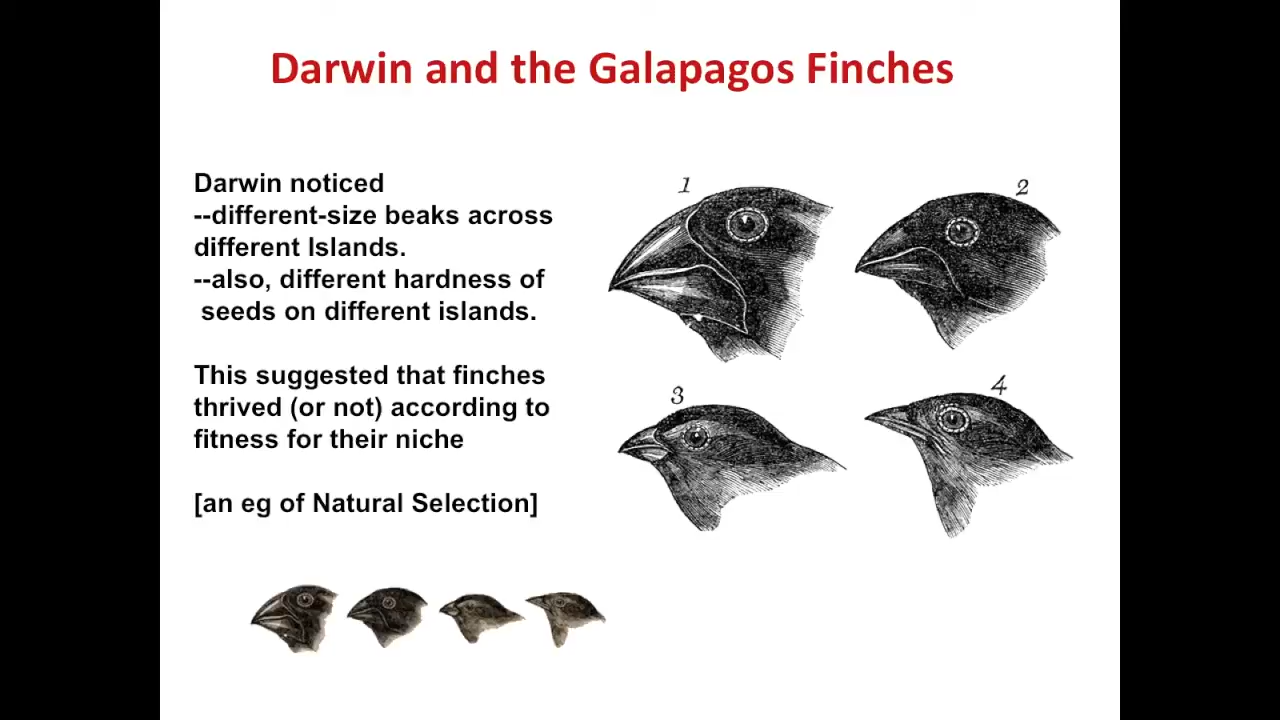 Darwin and the Galapagos Finches
Darwin noticed
--different-size beaks across
different Islands.
--also, different hardness of
seeds on different islands.
This suggested that finches
thrived (or not) according to
fitness for their niche
[an eg of Natural Selection]
1
2
3
4